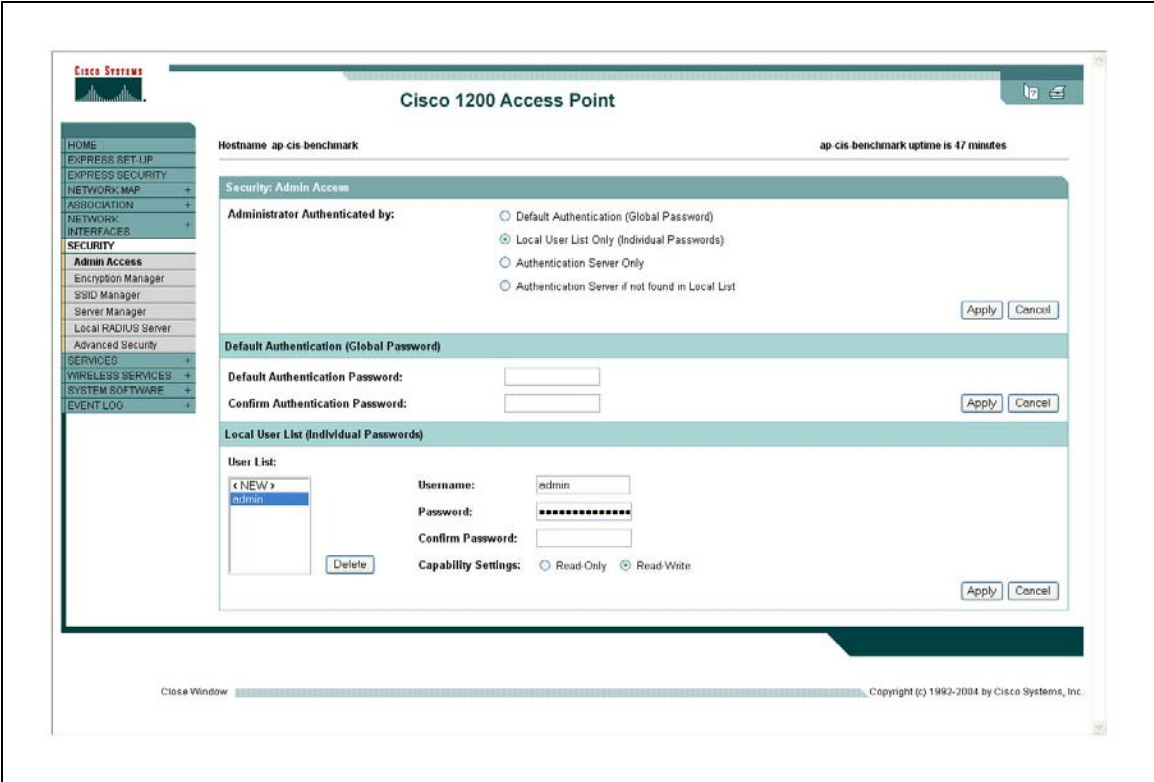 CISCO SYSTEMS
Cisco 1200 Access Point
HOME
EXPRESS SET-UP
EXPRESS SECURITY
NETWORK MAP +
ASSOCIATION +
NETWORK INTERFACES +
SECURITY
Admin Access
Encryption Manager
SSID Manager
Server Manager
Local RADIUS Server
Advanced Security
SERVICES +
WIRELESS SERVICES +
SYSTEM SOFTWARE +
EVENT LOG +
Hostname ap-cis-benchmark
ap-cis-benchmark uptime is 47 minutes
Security: Admin Access
Administrator Authenticated by:
Default Authentication (Global Password)
Local User List Only (Individual Passwords)
Authentication Server Only
Authentication Server if not found in Local List
Apply Cancel
Default Authentication (Global Password)
Default Authentication Password:
Confirm Authentication Password:
Apply Cancel
Local User List (Individual Passwords)
User List:
< NEW >
admin
Delete
Username: admin
Password: ••••••••••••••
Confirm Password:
Capability Settings: Read-Only Read-Write
Apply Cancel
Close Window
Copyright (c) 1992-2004 by Cisco Systems, Inc.